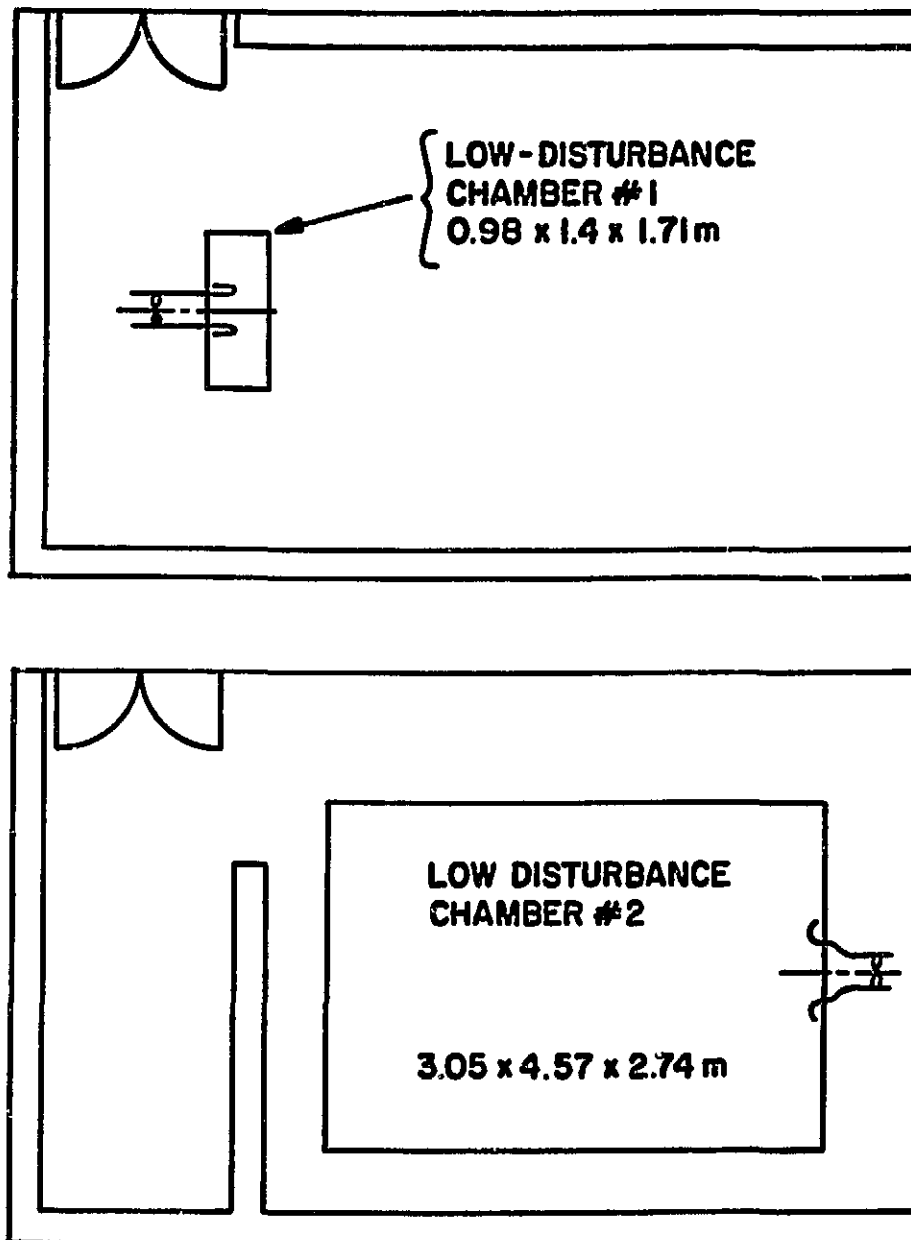 LOW-DISTURBANCE
CHAMBER #1
0.98 x 1.4 x 1.71m
LOW DISTURBANCE
CHAMBER #2
3.05 x 4.57 x 2.74 m